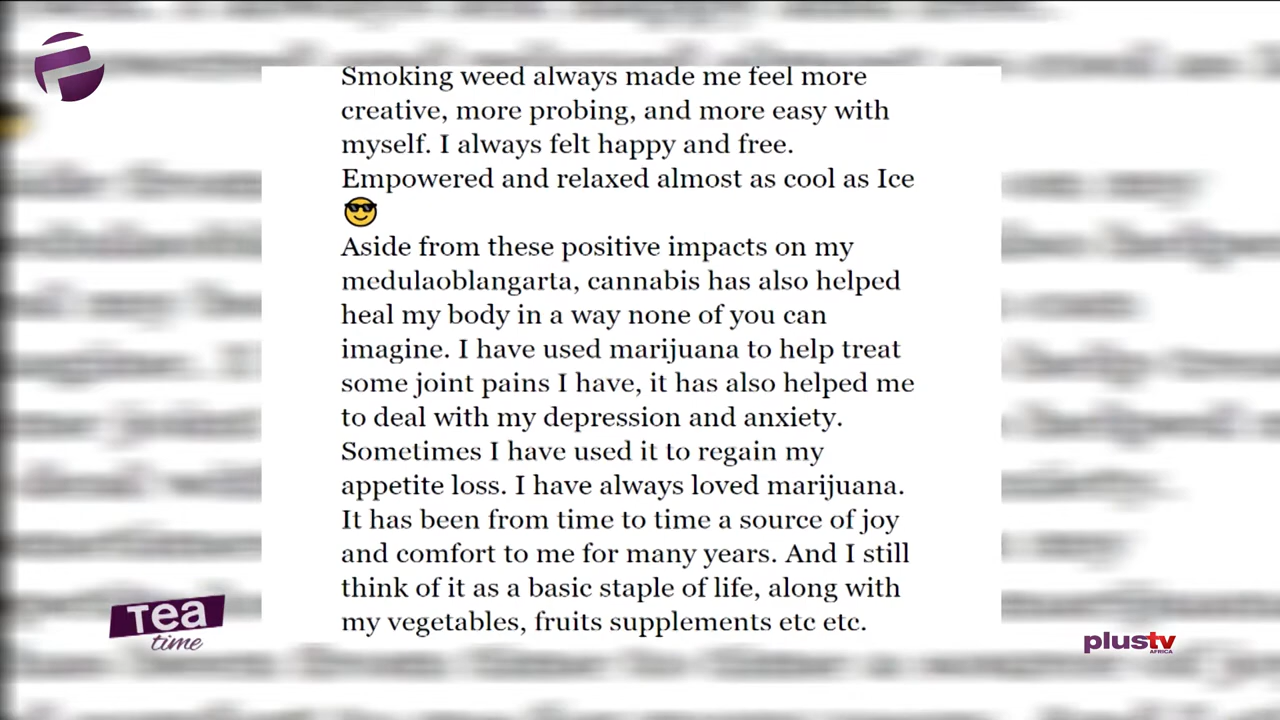 Smoking weed always made me feel more
creative, more probing, and more easy with
myself. I always felt happy and free.
Empowered and relaxed almost as cool as Ice
😎
Aside from these positive impacts on my
medulaoblangarta, cannabis has also helped
heal my body in a way none of you can
imagine. I have used marijuana to help treat
some joint pains I have, it has also helped me
to deal with my depression and anxiety.
Sometimes I have used it to regain my
appetite loss. I have always loved marijuana.
It has been from time to time a source of joy
and comfort to me for many years. And I still
think of it as a basic staple of life, along with
my vegetables, fruits supplements etc etc.
Tea
time
plustv
AFRICA